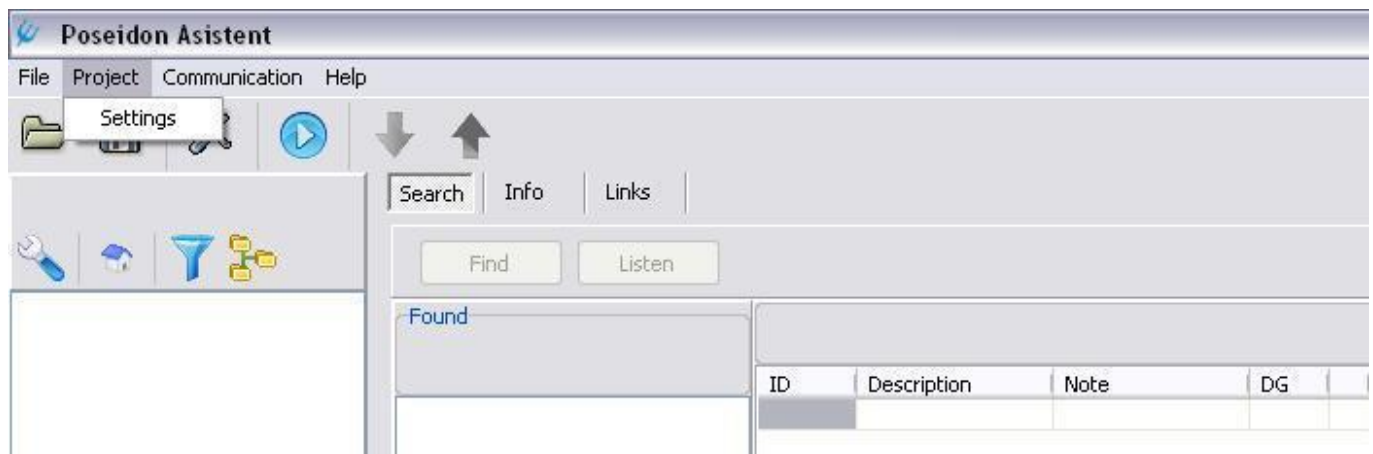 Poseidon Asistent
File Project Communication Help
Settings
Search Info Links
Find Listen
Found
ID Description Note DG